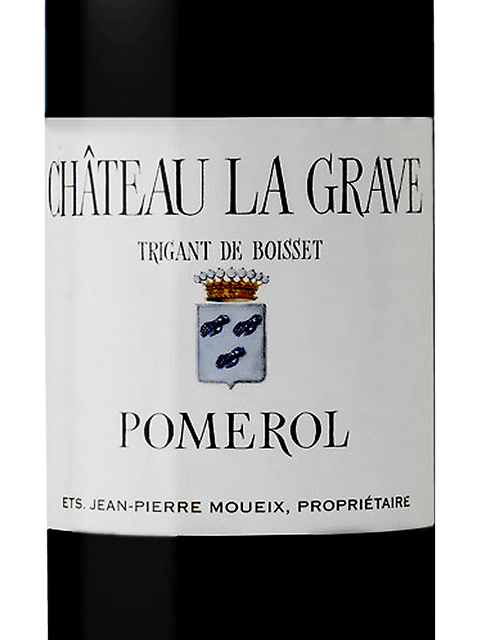 CHÂTEAU LA GRAVE
TRIGANT DE BOISSET
POMEROL
ETS. JEAN-PIERRE MOUEIX, PROPRIÉTAIRE